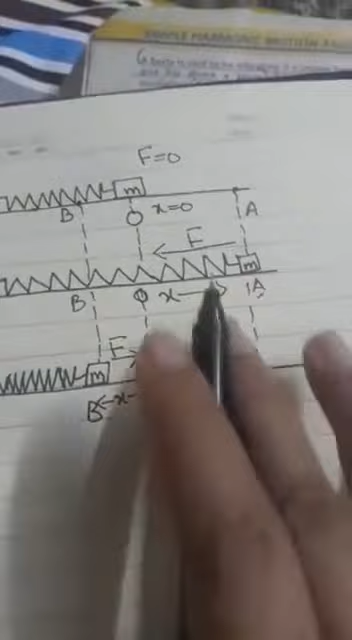 SIMPLE HARMONIC MOTION
F=0
m
B x=0 A
O
F
m
B O x A
F
m
B x